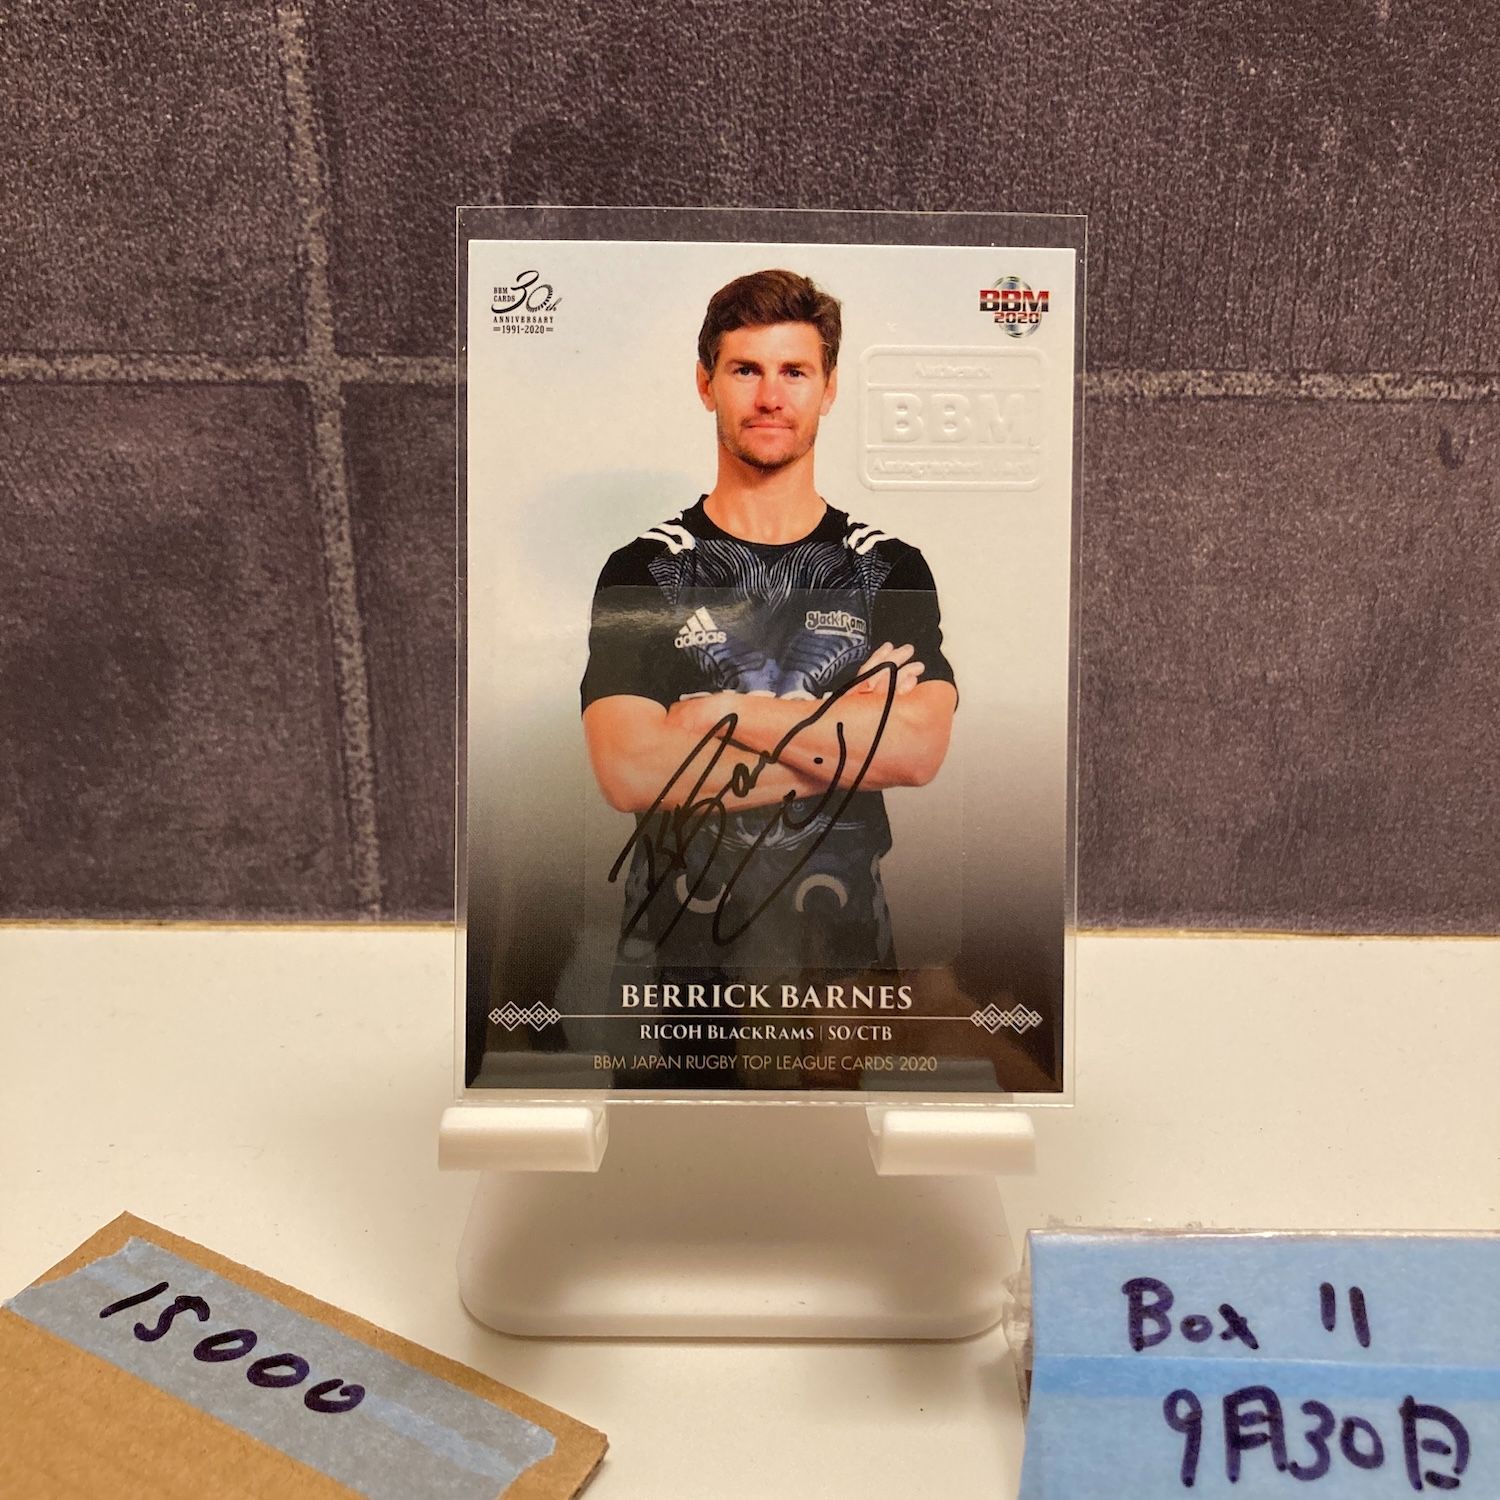 BBM
CARDS
30th
ANNIVERSARY
1991-2020
BBM
2020
Authentic
BBM
Autographed Card
adidas
BlackRams
B Barnes
BERRICK BARNES
RICOH BLACKRAMS | SO/CTB
BBM JAPAN RUGBY TOP LEAGUE CARDS 2020
15000
Box 11
9月30日